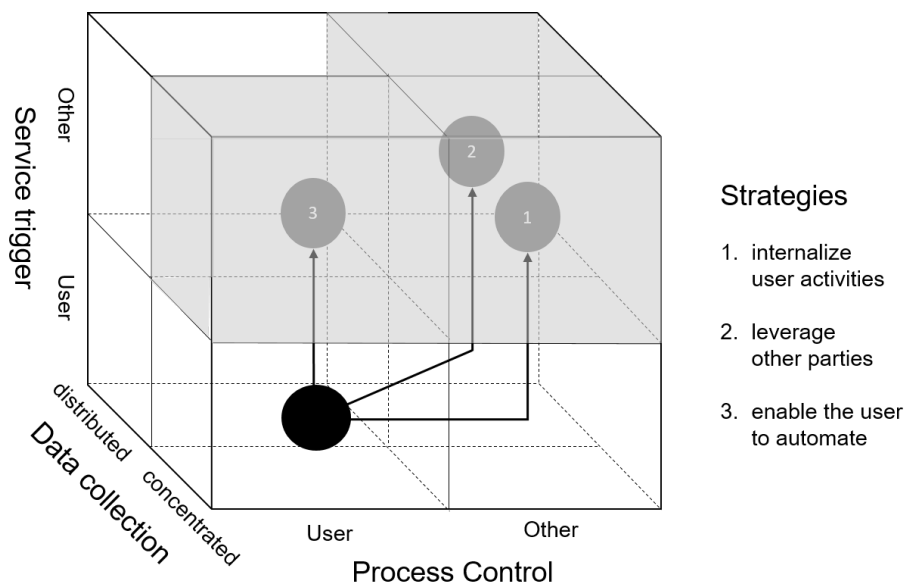 Service trigger
Other
User
distributed
concentrated
Data collection
User
Other
Process Control
1
2
3
Strategies
1. internalize
user activities
2. leverage
other parties
3. enable the user
to automate